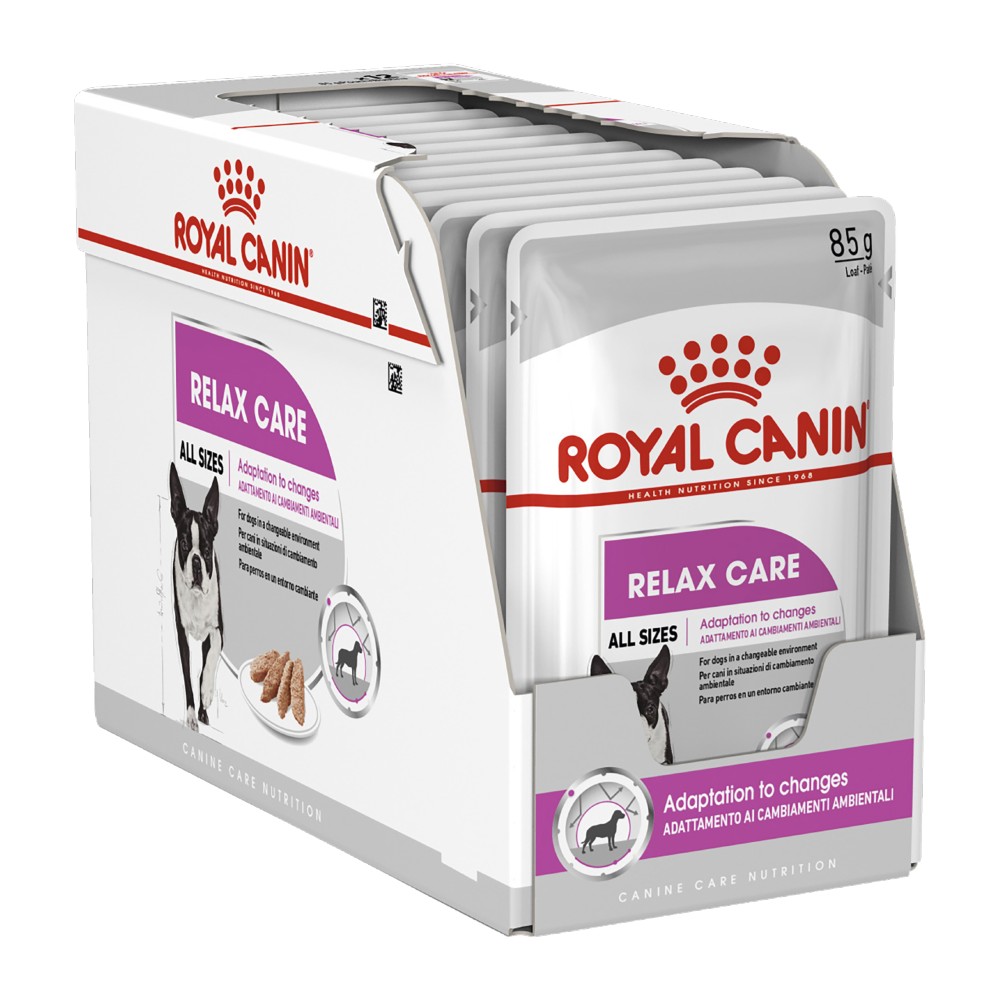 x12
ROYAL CANIN®
HEALTH NUTRITION SINCE 1968
RELAX CARE
ALL SIZES
Adaptation to changes
ADATTAMENTO AI CAMBIAMENTI AMBIENTALI
For dogs in a changeable environment
Per cani in situazioni di cambiamento
ambientale
Para perros en un entorno cambiante
CANINE CARE NUTRITION
85g
Loaf - Paté
ROYAL CANIN®
HEALTH NUTRITION SINCE 1968
RELAX CARE
ALL SIZES
Adaptation to changes
ADATTAMENTO AI CAMBIAMENTI AMBIENTALI
For dogs in a changeable environment
Per cani in situazioni di cambiamento
ambientale
Para perros en un entorno cambiante
Adaptation to changes
ADATTAMENTO AI CAMBIAMENTI AMBIENTALI
CANINE CARE NUTRITION